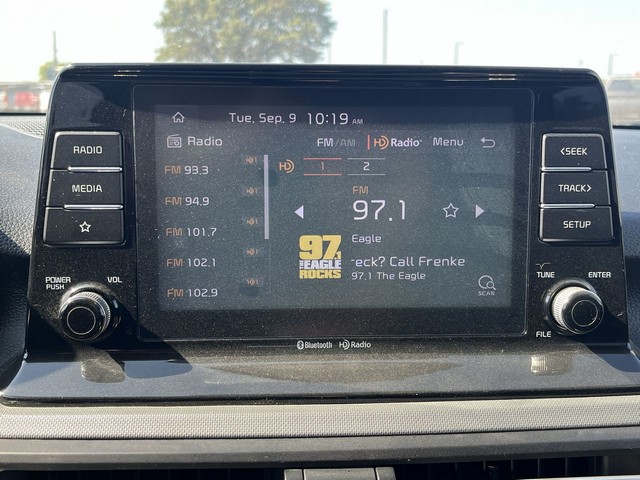 Tue, Sep. 9 10:19 AM
Radio FM/AM HD Radio Menu
HD 1 2
FM 93.3
FM 94.9
FM 101.7
FM 102.1
FM 102.9
FM
97.1
97.1
THE EAGLE
ROCKS
Eagle
reck? Call Frenke
97.1 The Eagle
SCAN
RADIO
MEDIA
POWER
PUSH
VOL
<SEEK
TRACK>
SETUP
TUNE
ENTER
FILE
Bluetooth HD Radio